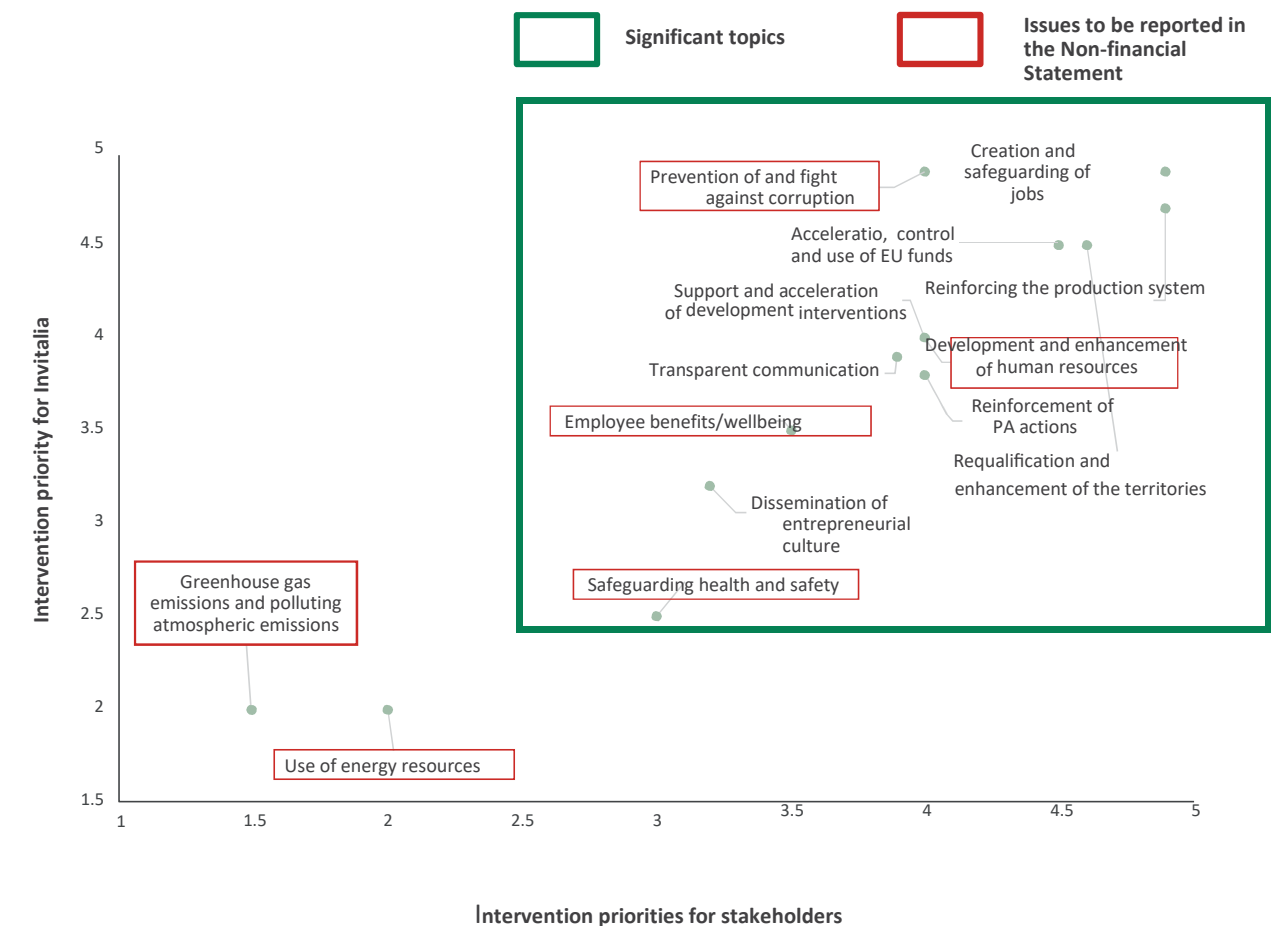 Significant topics
Issues to be reported in
the Non-financial
Statement
Intervention priority for Invitalia
5
4.5
4
3.5
3
2.5
2
1.5
Prevention of and fight
against corruption
Creation and
safeguarding of
jobs
Acceleratio, control
and use of EU funds
Reinforcing the production system
Support and acceleration
of development interventions
Development and enhancement
of human resources
Transparent communication
Reinforcement of
PA actions
Employee benefits/wellbeing
Requalification and
enhancement of the territories
Dissemination of
entrepreneurial
culture
Safeguarding health and safety
Greenhouse gas
emissions and polluting
atmospheric emissions
Use of energy resources
1
1.5
2
2.5
3
3.5
4
4.5
5
Intervention priorities for stakeholders